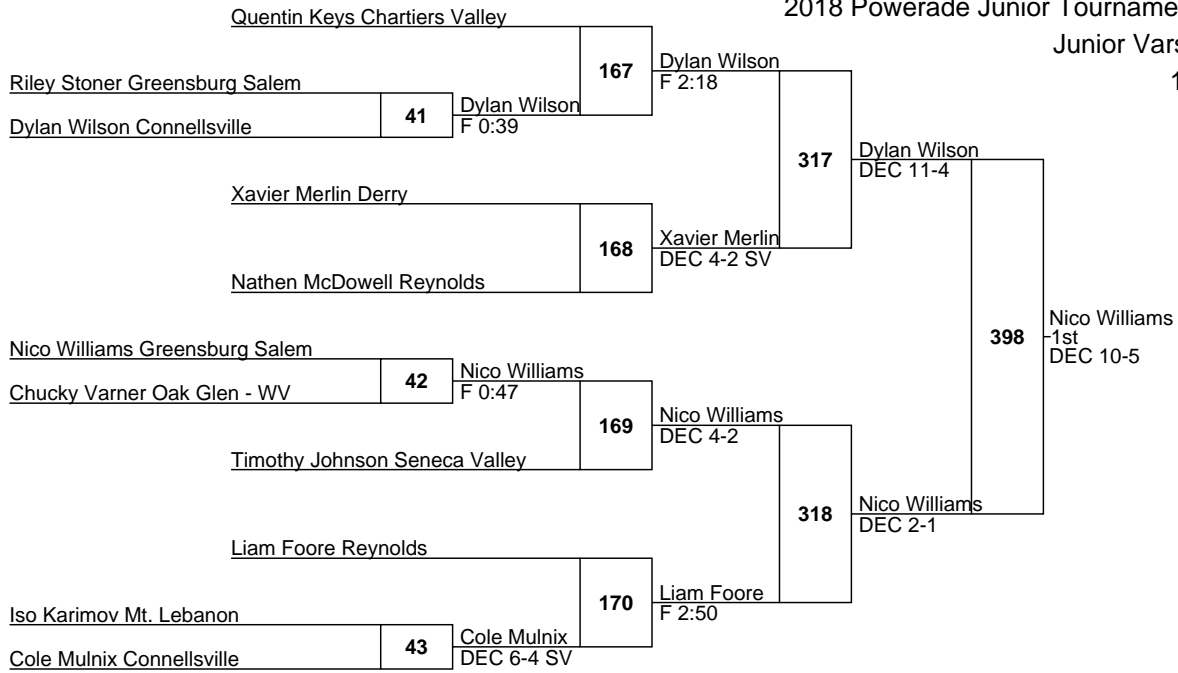 2018 Powerade Junior Tourname
Junior Vars
1
Quentin Keys Chartiers Valley
167
Dylan Wilson
F 2:18
Riley Stoner Greensburg Salem
41
Dylan Wilson
F 0:39
Dylan Wilson Connellsville
317
Dylan Wilson
DEC 11-4
Xavier Merlin Derry
168
Xavier Merlin
DEC 4-2 SV
Nathen McDowell Reynolds
398
Nico Williams
1st
DEC 10-5
Nico Williams Greensburg Salem
42
Nico Williams
F 0:47
Chucky Varner Oak Glen - WV
169
Nico Williams
DEC 4-2
Timothy Johnson Seneca Valley
318
Nico Williams
DEC 2-1
Liam Foore Reynolds
170
Liam Foore
F 2:50
Iso Karimov Mt. Lebanon
43
Cole Mulnix
DEC 6-4 SV
Cole Mulnix Connellsville